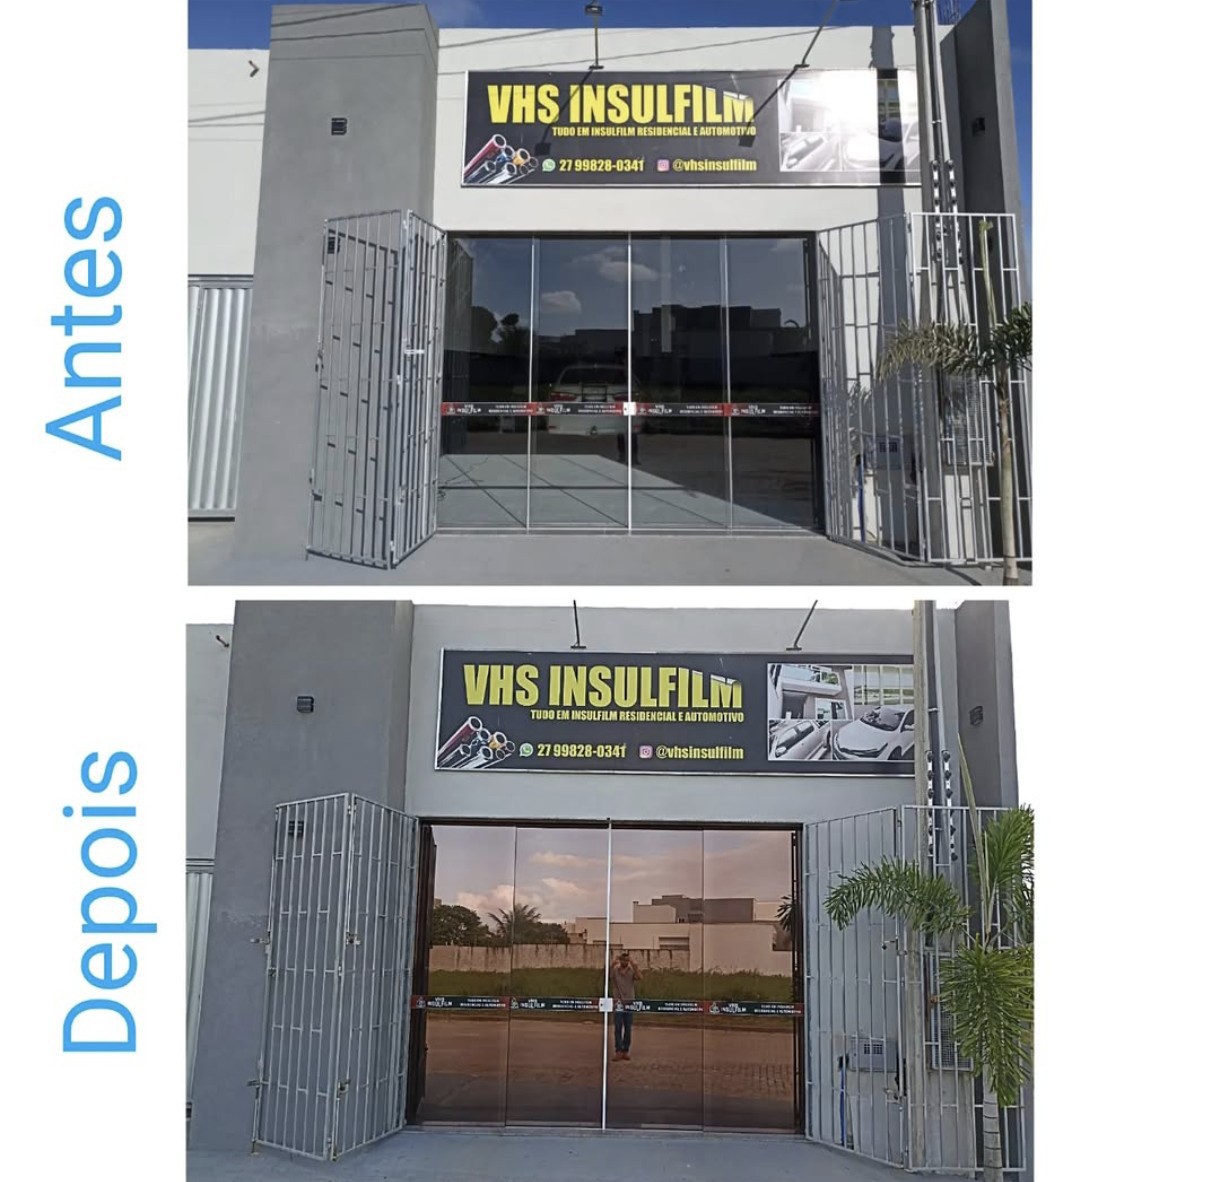 Antes
VHS INSULFILM
TUDO EM INSULFILM RESIDENCIAL E AUTOMOTIVO
27 99828-0341 @vhsinsulfilm
Depois
VHS INSULFILM
TUDO EM INSULFILM RESIDENCIAL E AUTOMOTIVO
27 99828-0341 @vhsinsulfilm